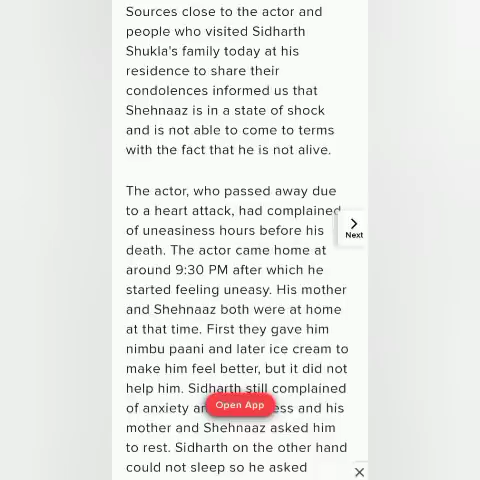 Sources close to the actor and
people who visited Sidharth
Shukla's family today at his
residence to share their
condolences informed us that
Shehnaaz is in a state of shock
and is not able to come to terms
with the fact that he is not alive.
The actor, who passed away due
to a heart attack, had complained
of uneasiness hours before his
death. The actor came home at
around 9:30 PM after which he
started feeling uneasy. His mother
and Shehnaaz both were at home
at that time. First they gave him
nimbu paani and later ice cream to
make him feel better, but it did not
help him. Sidharth still complained
of anxiety and his
mother and Shehnaaz asked him
to rest. Sidharth on the other hand
could not sleep so he asked
Next
Open App